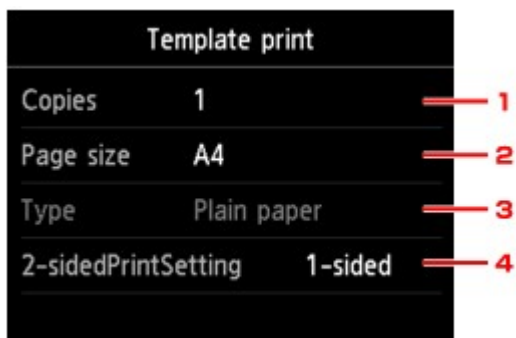 Template print
Copies 1 1
Page size A4 2
Type Plain paper 3
2-sidedPrintSetting 1-sided 4